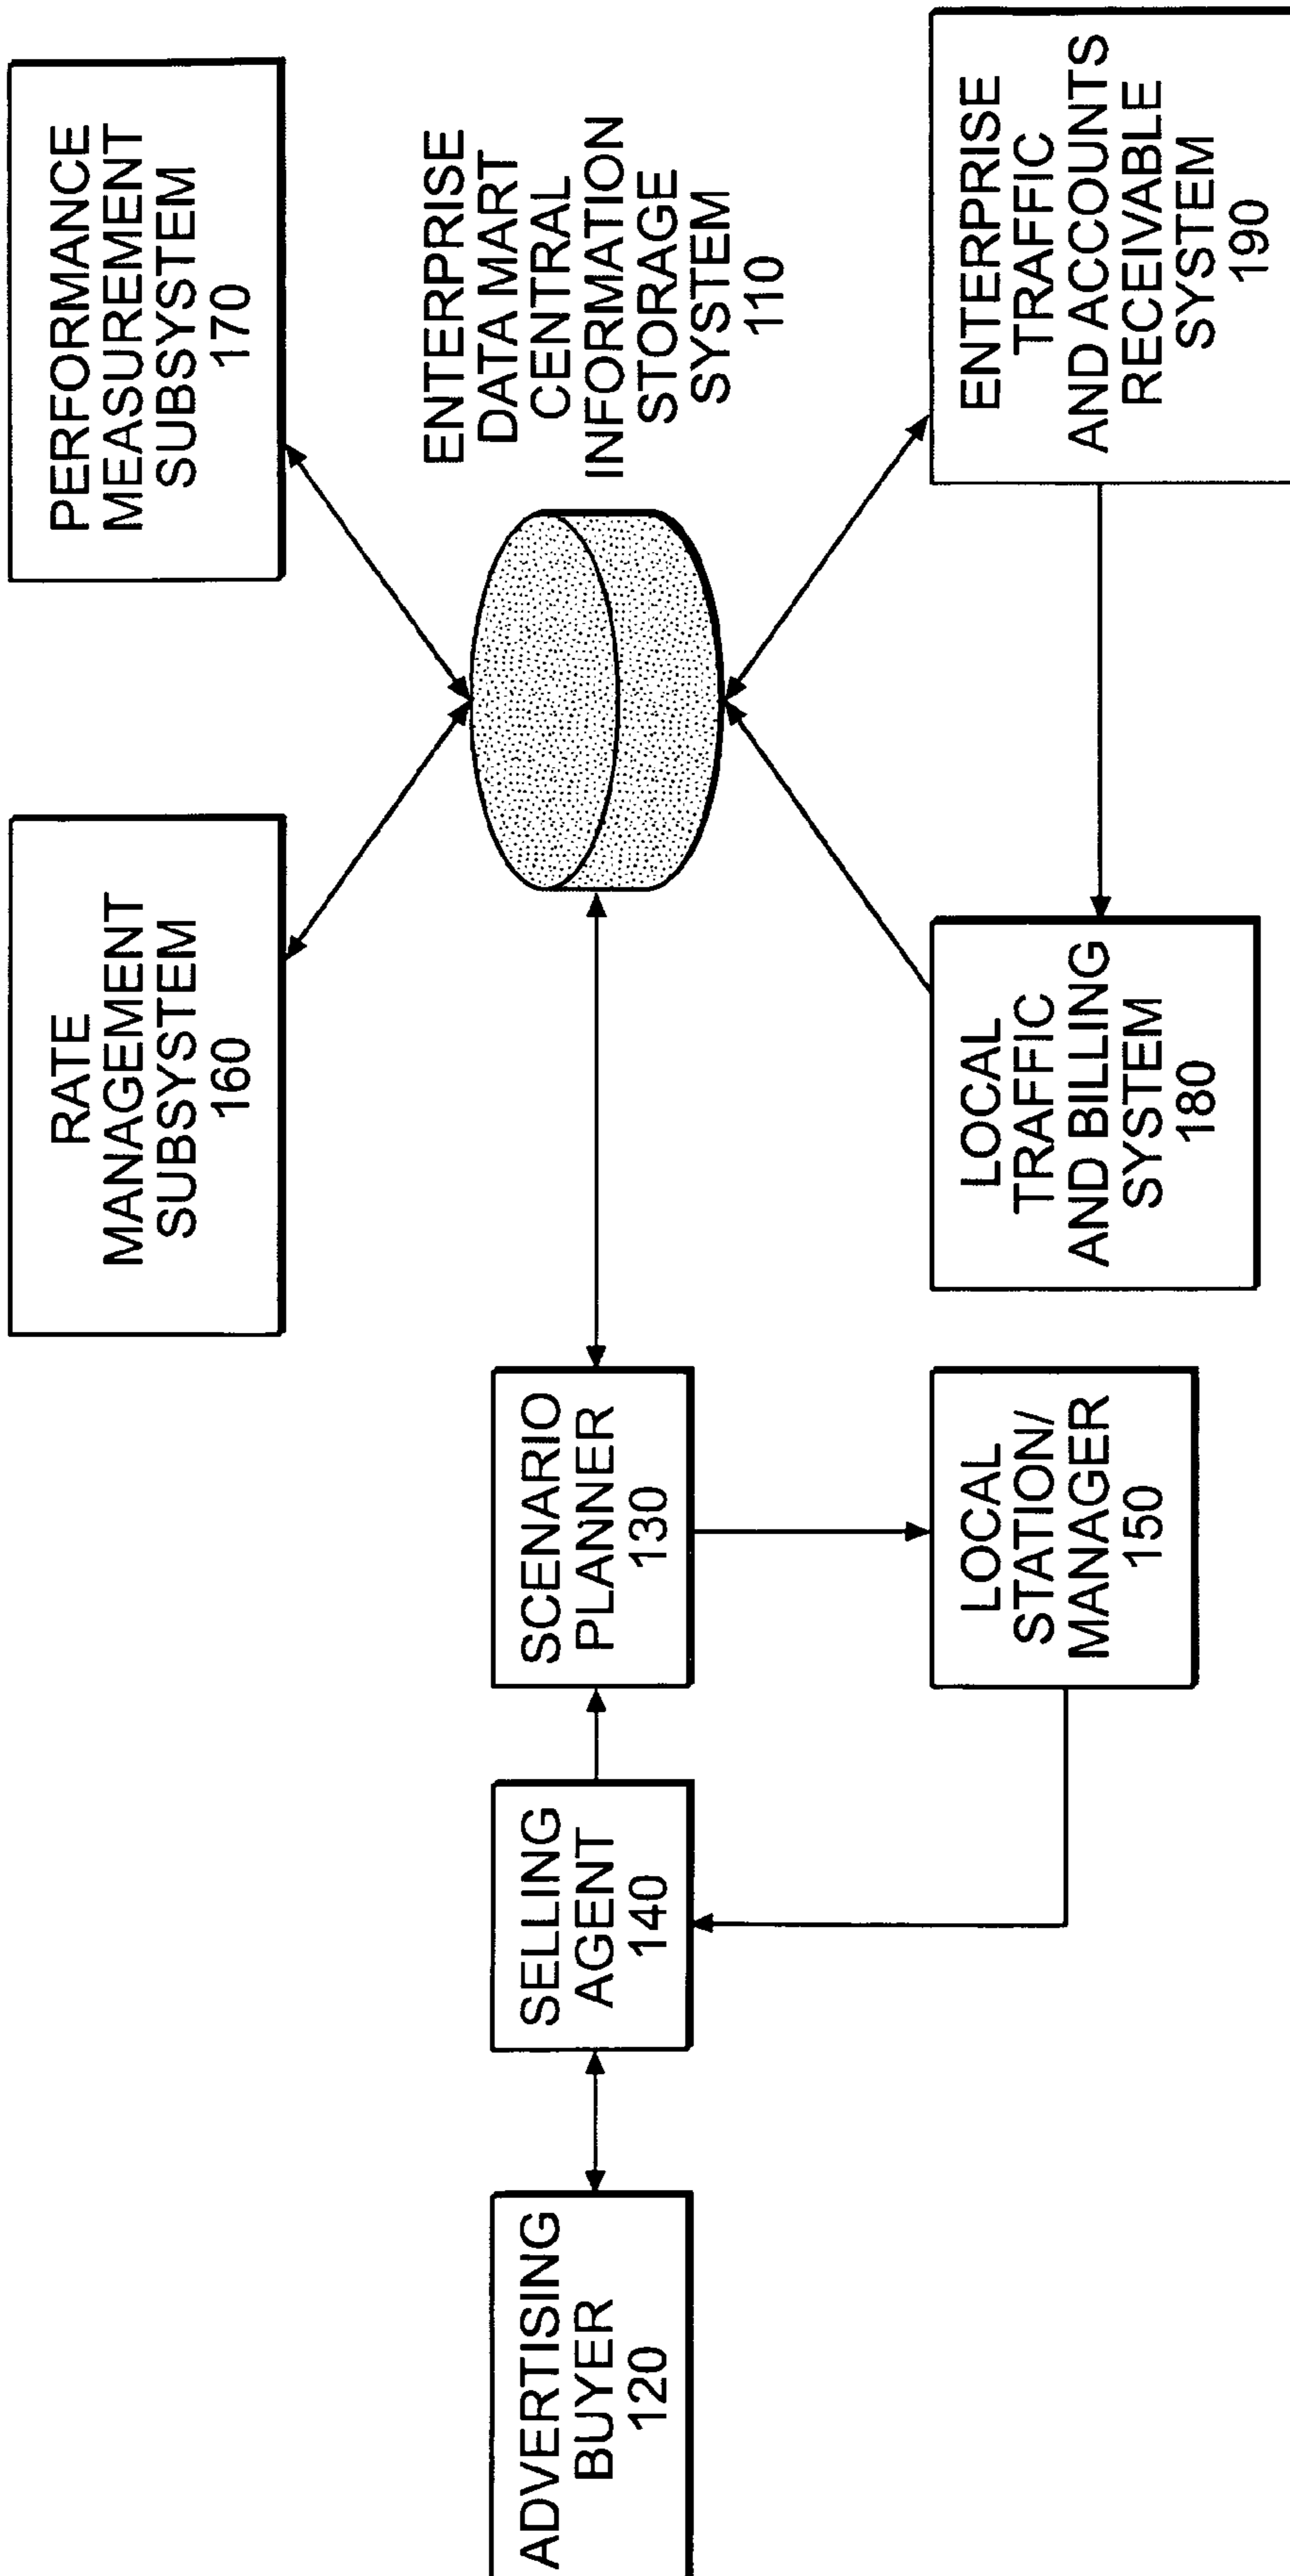 RATE
MANAGEMENT
SUBSYSTEM
160
PERFORMANCE
MEASUREMENT
SUBSYSTEM
170
ADVERTISING
BUYER
120
SELLING
AGENT
140
SCENARIO
PLANNER
130
ENTERPRISE
DATA MART
CENTRAL
INFORMATION
STORAGE
SYSTEM
110
LOCAL
STATION/
MANAGER
150
LOCAL
TRAFFIC
AND BILLING
SYSTEM
180
ENTERPRISE
TRAFFIC
AND ACCOUNTS
RECEIVABLE
SYSTEM
190